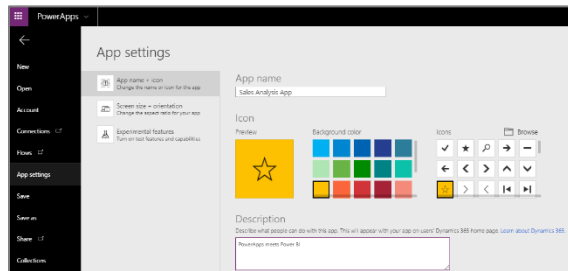 PowerApps
New
Open
Account
Connections
Flows
App settings
Save
Save as
Share
Collections
App settings
App name + icon
Change the name or icon for the app
Screen size + orientation
Change the aspect ratio for your app
Experimental features
Turn on test features and capabilities
App name
Sales Analysis App
Icon
Preview
Background color
Icons
Browse
Description
Describe what people can do with this app. This will appear with your app on users' Dynamics 365 home page. Learn about Dynamics 365.
PowerApps meets Power BI